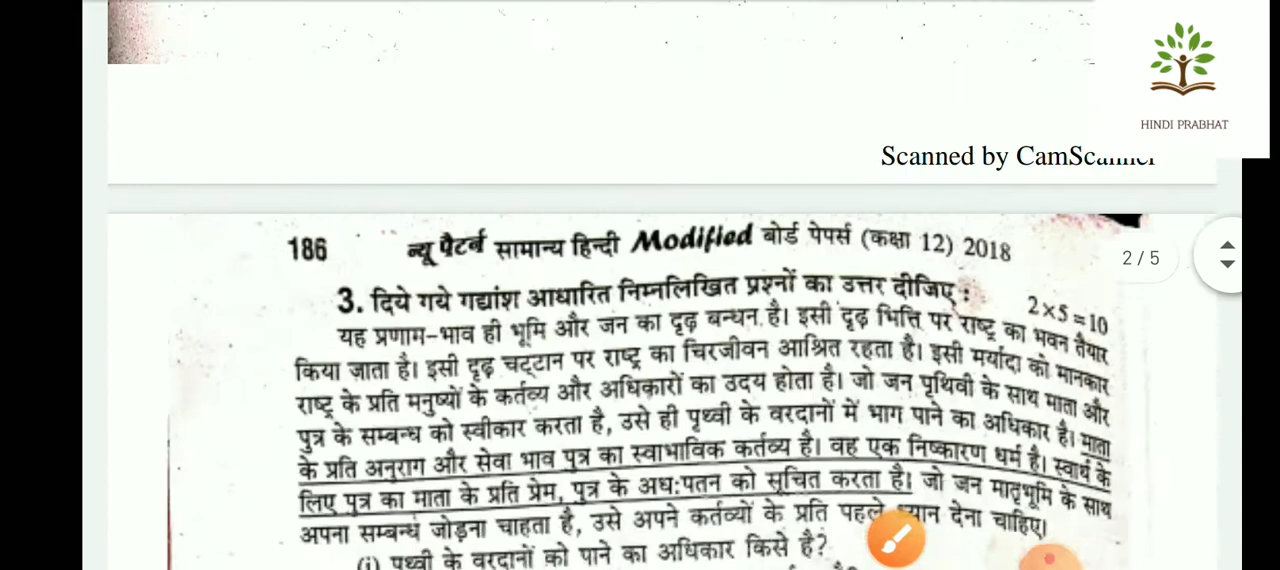 HINDI PRABHAT
Scanned by CamScanner
186 न्यू पैटर्न सामान्य हिन्दी Modified बोर्ड पेपर्स (कक्षा 12) 2018
2 / 5
3. दिये गये गद्यांश आधारित निम्नलिखित प्रश्नों का उत्तर दीजिए : 2×5=10
यह प्रणाम-भाव ही भूमि और जन का दृढ़ बन्धन है। इसी दृढ़ भित्ति पर राष्ट्र का भवन तैयार
किया जाता है। इसी दृढ़ चट्टान पर राष्ट्र का चिरजीवन आश्रित रहता है। इसी मर्यादा को मानकार
राष्ट्र के प्रति मनुष्यों के कर्तव्य और अधिकारों का उदय होता है। जो जन पृथिवी के साथ माता और
पुत्र के सम्बन्ध को स्वीकार करता है, उसे ही पृथ्वी के वरदानों में भाग पाने का अधिकार है। माता
के प्रति अनुराग और सेवा भाव पुत्र का स्वाभाविक कर्तव्य है। वह एक निष्कारण धर्म है। स्वार्थ के
लिए पुत्र का माता के प्रति प्रेम, पुत्र के अध:पतन को सूचित करता है। जो जन मातृभूमि के साथ
अपना सम्बन्ध जोड़ना चाहता है, उसे अपने कर्तव्यों के प्रति पहले ध्यान देना चाहिए।
(i) पृथ्वी के वरदानों को पाने का अधिकार किसे है?